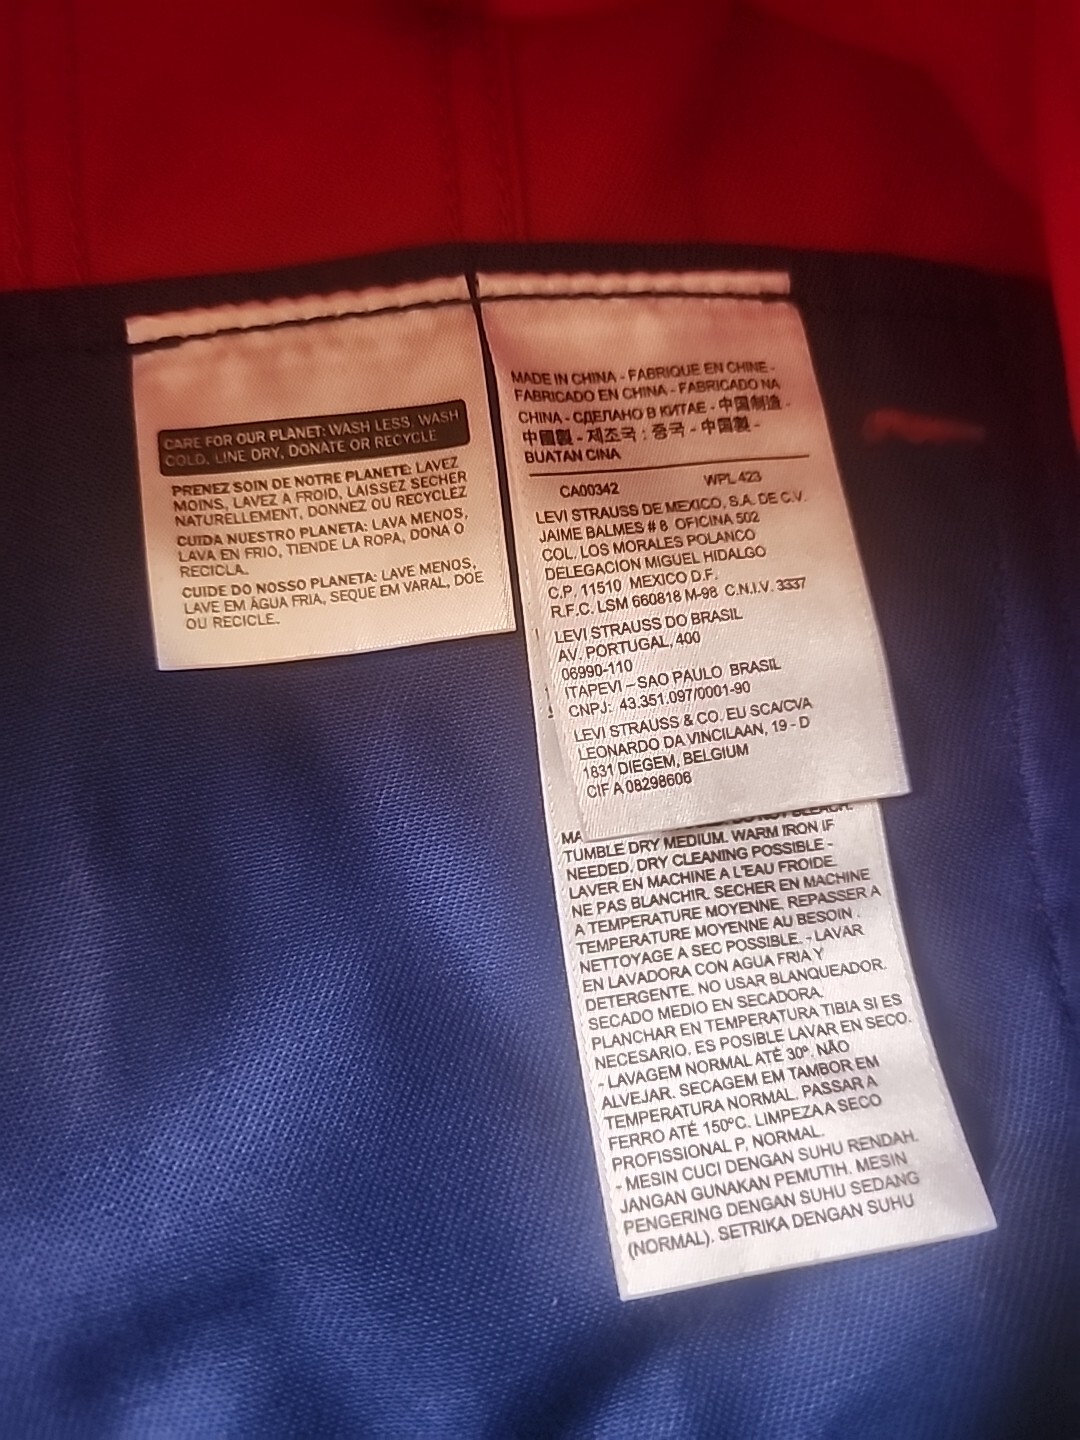 CARE FOR OUR PLANET: WASH LESS, WASH
COLD, LINE DRY, DONATE OR RECYCLE
PRENEZ SOIN DE NOTRE PLANETE: LAVEZ
MOINS, LAVEZ A FROID, LAISSEZ SECHER
NATURELLEMENT, DONNEZ OU RECYCLEZ
CUIDA NUESTRO PLANETA: LAVA MENOS,
LAVA EN FRIO, TIENDE LA ROPA, DONA O
RECICLA.
CUIDE DO NOSSO PLANETA: LAVE MENOS,
LAVE EM ÁGUA FRIA, SEQUE EM VARAL, DOE
OU RECICLE.
MADE IN CHINA - FABRIQUE EN CHINE -
FABRICADO EN CHINA - FABRICADO NA
CHINA - СДЕЛАНО В КИТАЕ - 中国制造 -
中國製 - 제조국 : 중국 - 中国製 -
BUATAN CINA
CA00342 WPL 423
LEVI STRAUSS DE MEXICO, S.A. DE C.V.
JAIME BALMES # 8 OFICINA 502
COL. LOS MORALES POLANCO
DELEGACION MIGUEL HIDALGO
C.P. 11510 MEXICO D.F.
R.F.C. LSM 660818 M-98 C.N.I.V. 3337
LEVI STRAUSS DO BRASIL
AV. PORTUGAL, 400
06990-110
ITAPEVI – SAO PAULO BRASIL
CNPJ: 43.351.097/0001-90
LEVI STRAUSS & CO. EU SCA/CVA
LEONARDO DA VINCILAAN, 19 - D
1831 DIEGEM, BELGIUM
CIF A 08298606
DO NOT BLEACH.
TUMBLE DRY MEDIUM. WARM IRON IF
NEEDED. DRY CLEANING POSSIBLE -
LAVER EN MACHINE A L'EAU FROIDE.
NE PAS BLANCHIR. SECHER EN MACHINE
A TEMPERATURE MOYENNE. REPASSER A
TEMPERATURE MOYENNE AU BESOIN .
NETTOYAGE A SEC POSSIBLE. - LAVAR
EN LAVADORA CON AGUA FRIA Y
DETERGENTE. NO USAR BLANQUEADOR.
SECADO MEDIO EN SECADORA.
PLANCHAR EN TEMPERATURA TIBIA SI ES
NECESARIO. ES POSIBLE LAVAR EN SECO.
- LAVAGEM NORMAL ATÉ 30º. NÃO
ALVEJAR. SECAGEM EM TAMBOR EM
TEMPERATURA NORMAL. PASSAR A
FERRO ATÉ 150ºC. LIMPEZA A SECO
PROFISSIONAL P, NORMAL.
- MESIN CUCI DENGAN SUHU RENDAH.
JANGAN GUNAKAN PEMUTIH. MESIN
PENGERING DENGAN SUHU SEDANG
(NORMAL). SETRIKA DENGAN SUHU